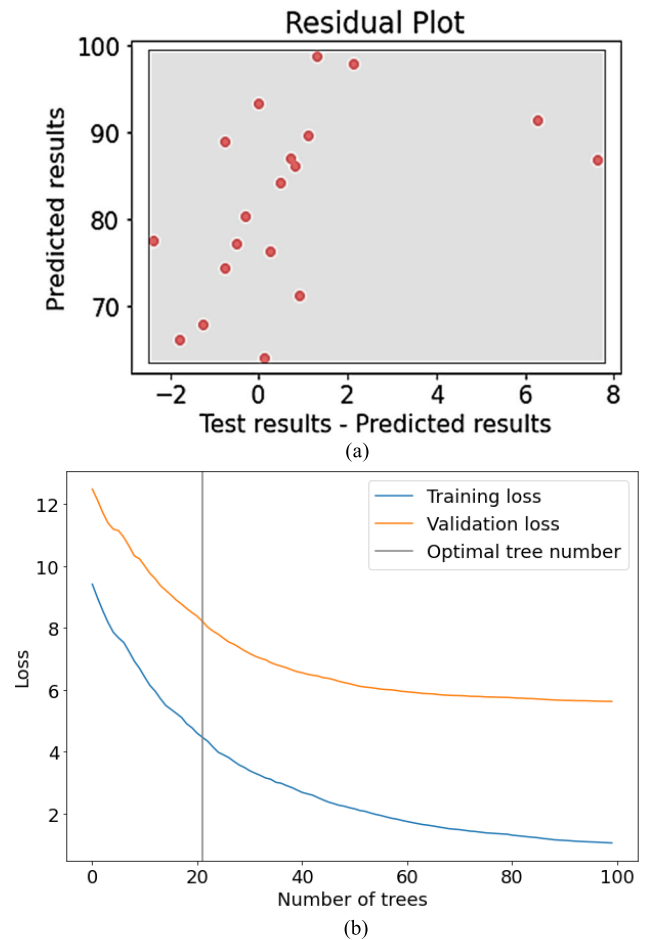 Residual Plot
100
90
80
70
Predicted results
−2 0 2 4 6 8
Test results - Predicted results
(a)
Training loss
Validation loss
Optimal tree number
12
10
8
6
4
2
Loss
0 20 40 60 80 100
Number of trees
(b)